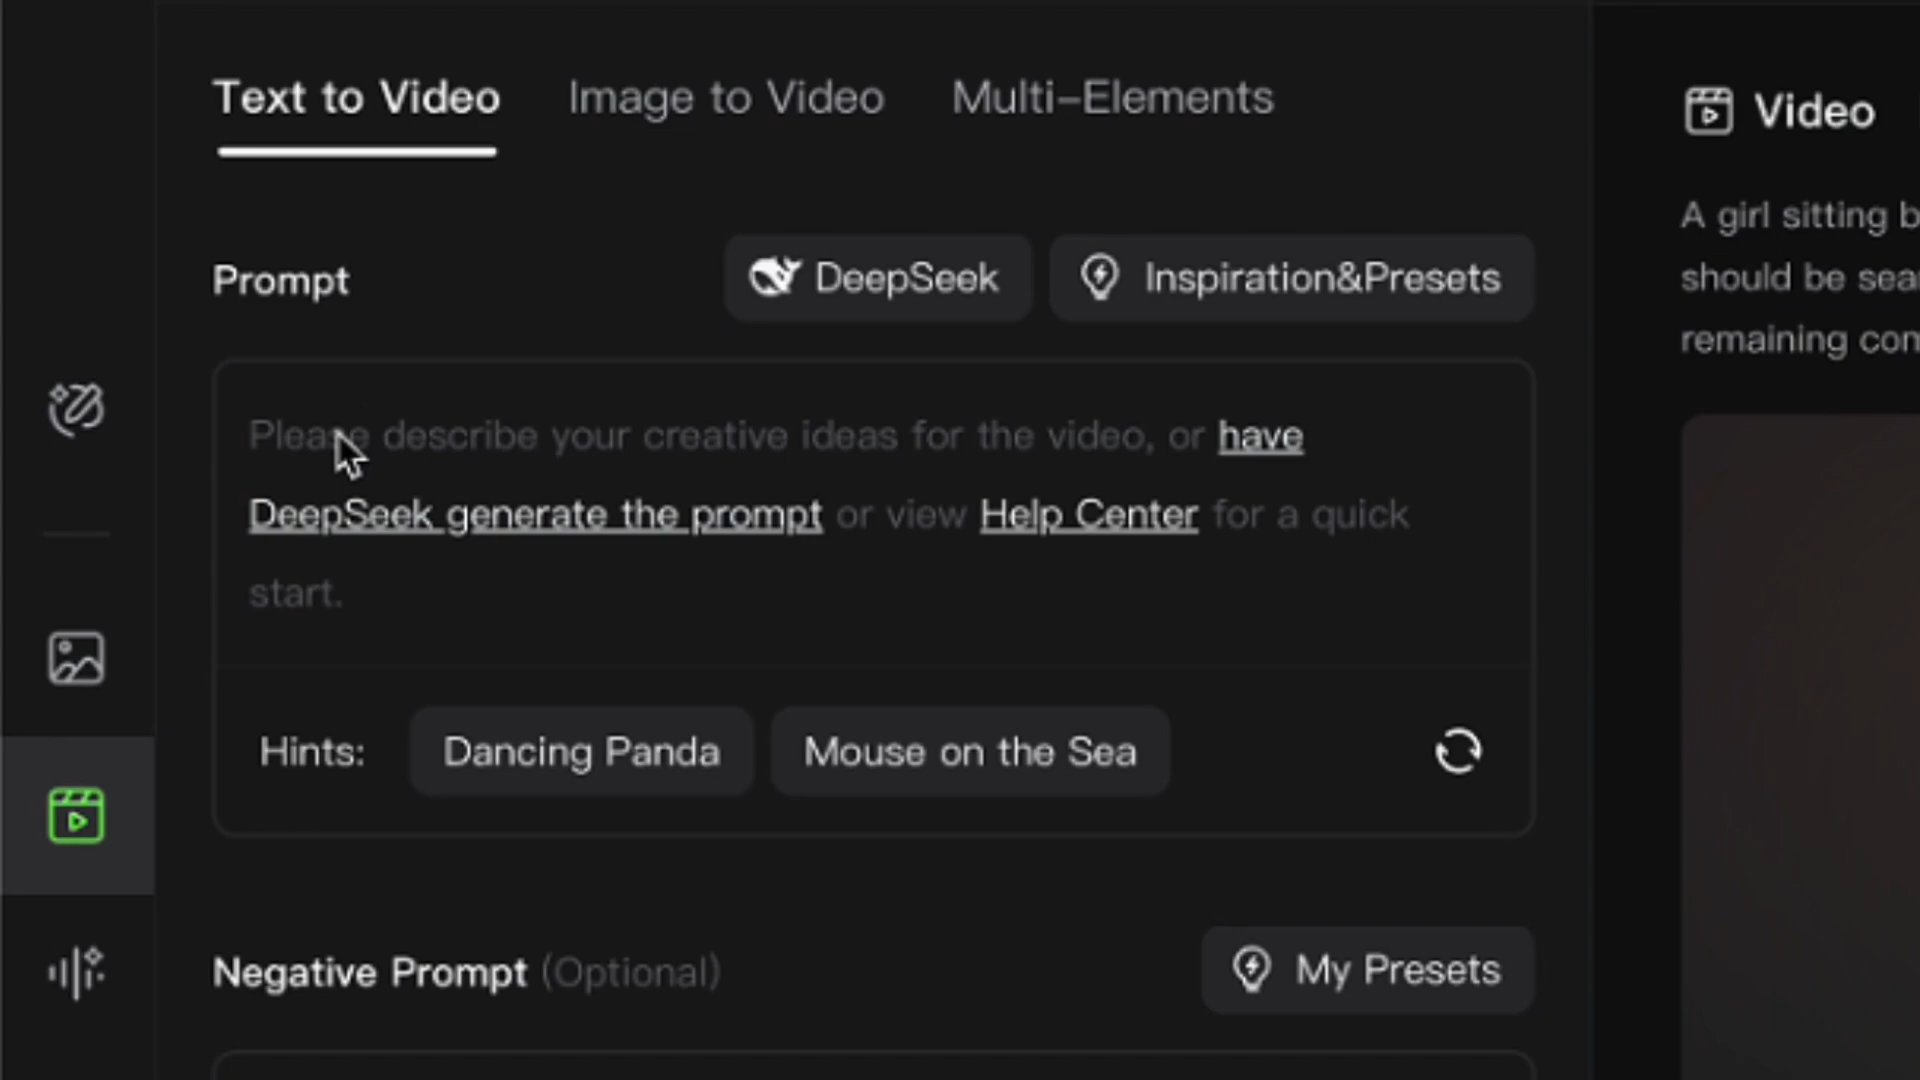 Text to Video Image to Video Multi-Elements
Prompt DeepSeek Inspiration&Presets
Please describe your creative ideas for the video, or have
DeepSeek generate the prompt or view Help Center for a quick
start.
Hints: Dancing Panda Mouse on the Sea
Negative Prompt (Optional) My Presets
Video
A girl sitting b
should be sea
remaining com